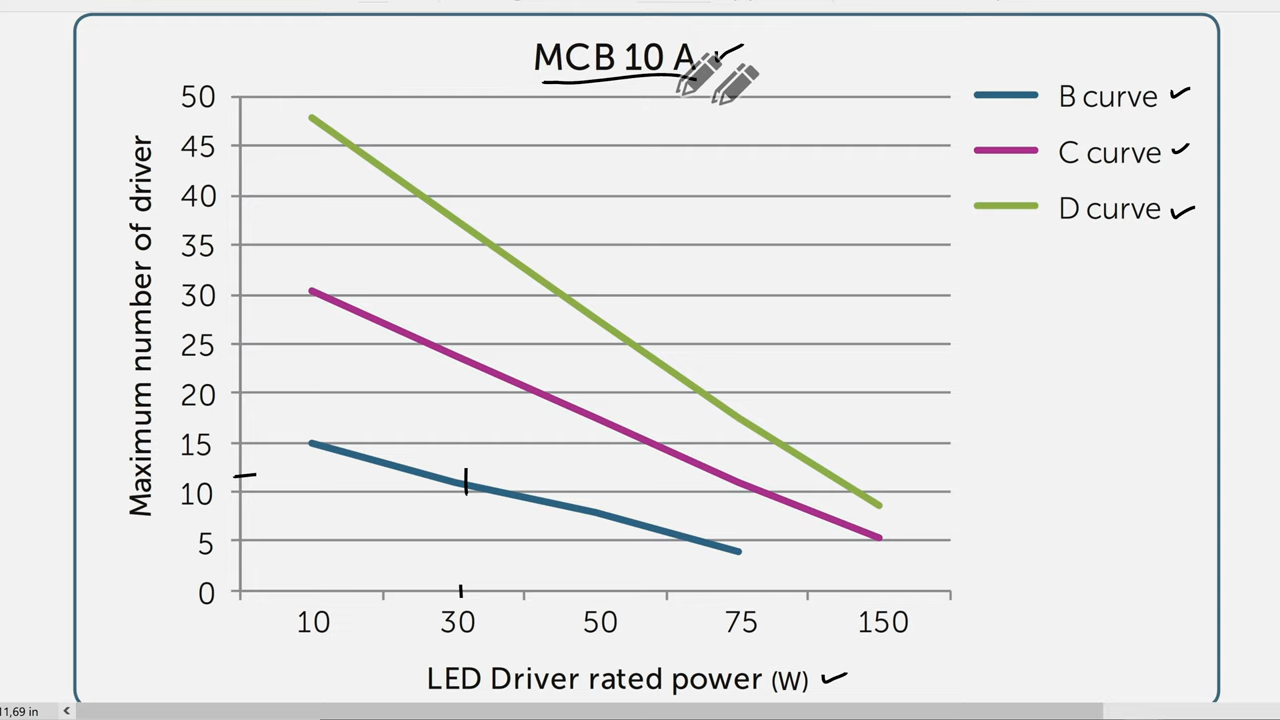 MCB 10 A
B curve
C curve
D curve
Maximum number of driver
50
45
40
35
30
25
20
15
10
5
0
10 30 50 75 150
LED Driver rated power (W)
11,69 in